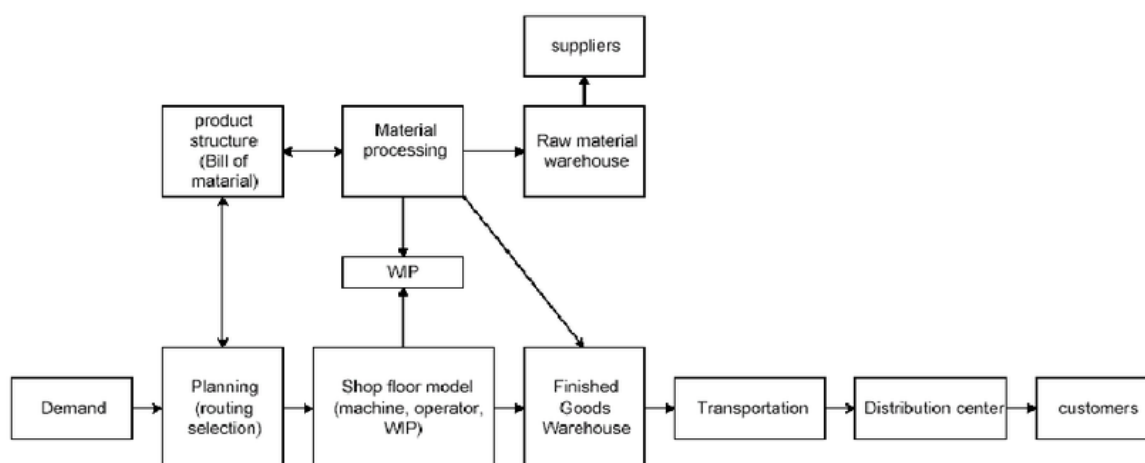 suppliers
product
structure
(Bill of
matarial)
Material
processing
Raw material
warehouse
WIP
Demand
Planning
(routing
selection)
Shop floor model
(machine, operator,
WIP)
Finished
Goods
Warehouse
Transportation
Distribution center
customers